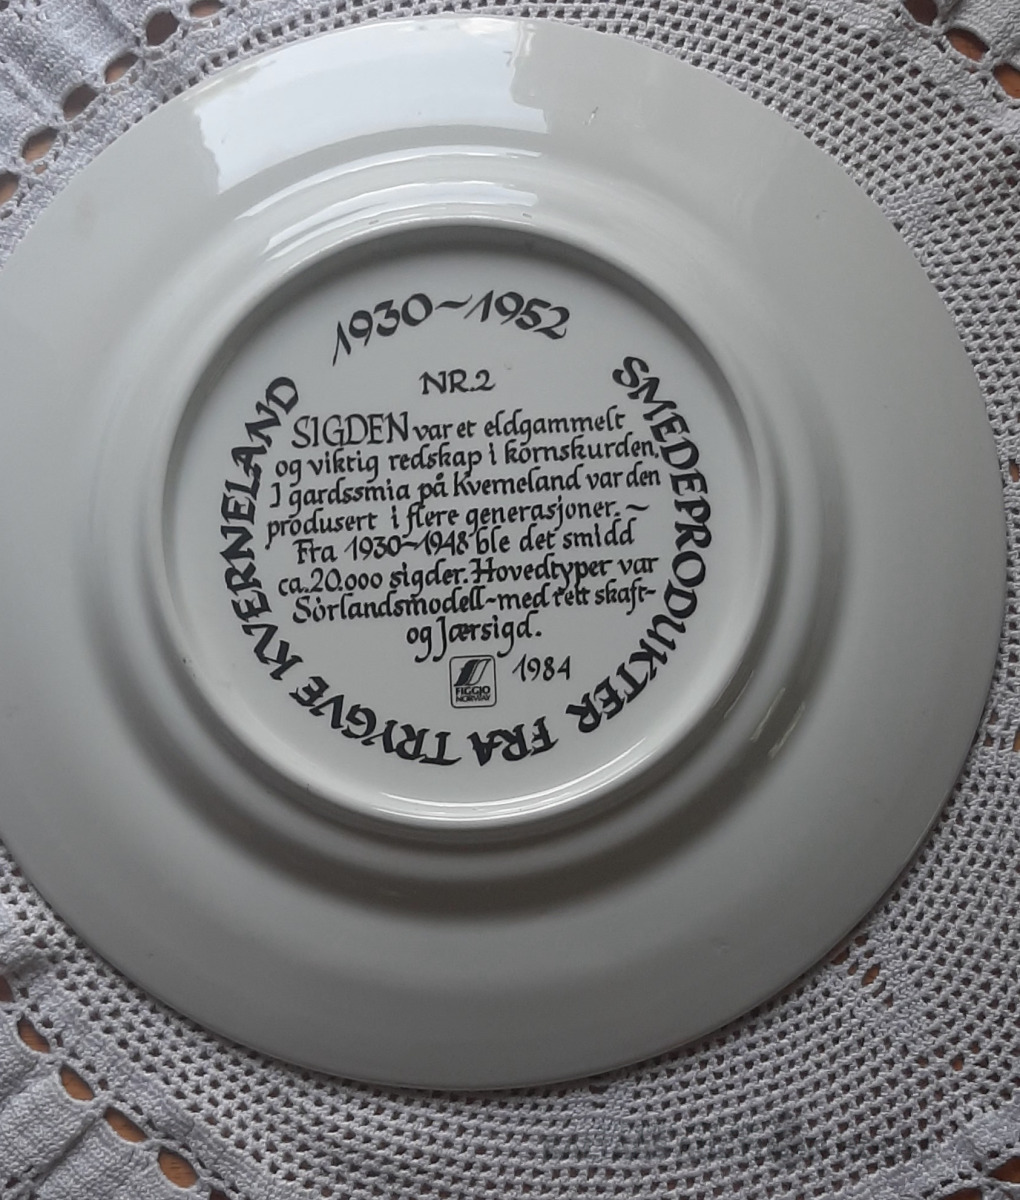 1930~1952
SMEDEPRODUKTER FRA TRYGVE KVERNELAND
NR.2
SIGDEN var et eldgammelt
og viktig redskap i kornskurden.
I gardssmia på Kverneland var den
produsert i flere generasjoner.~
Fra 1930~1948 ble det smidd
ca.20.000 sigder. Hovedtyper var
Sørlandsmodell-med rett skaft-
og Jærsigd.
1984
FIGGJO
NORWAY